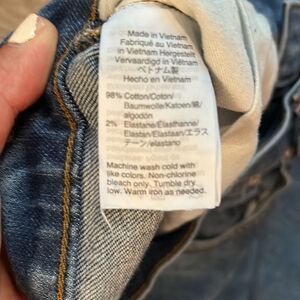 Made in Vietnam
Fabriqué au Vietnam
in Vietnam Hergestellt
Vervaardigd in Vietnam
ベトナム製
Hecho en Vietnam
98% Cotton/Coton/
Baumwolle/Katoen/綿/
algodón
2% Elastane/Élasthanne/
Elastan/Elastaan/エラス
テーン/elastano
Machine wash cold with
like colors. Non-chlorine
bleach only. Tumble dry
low. Warm iron as needed.